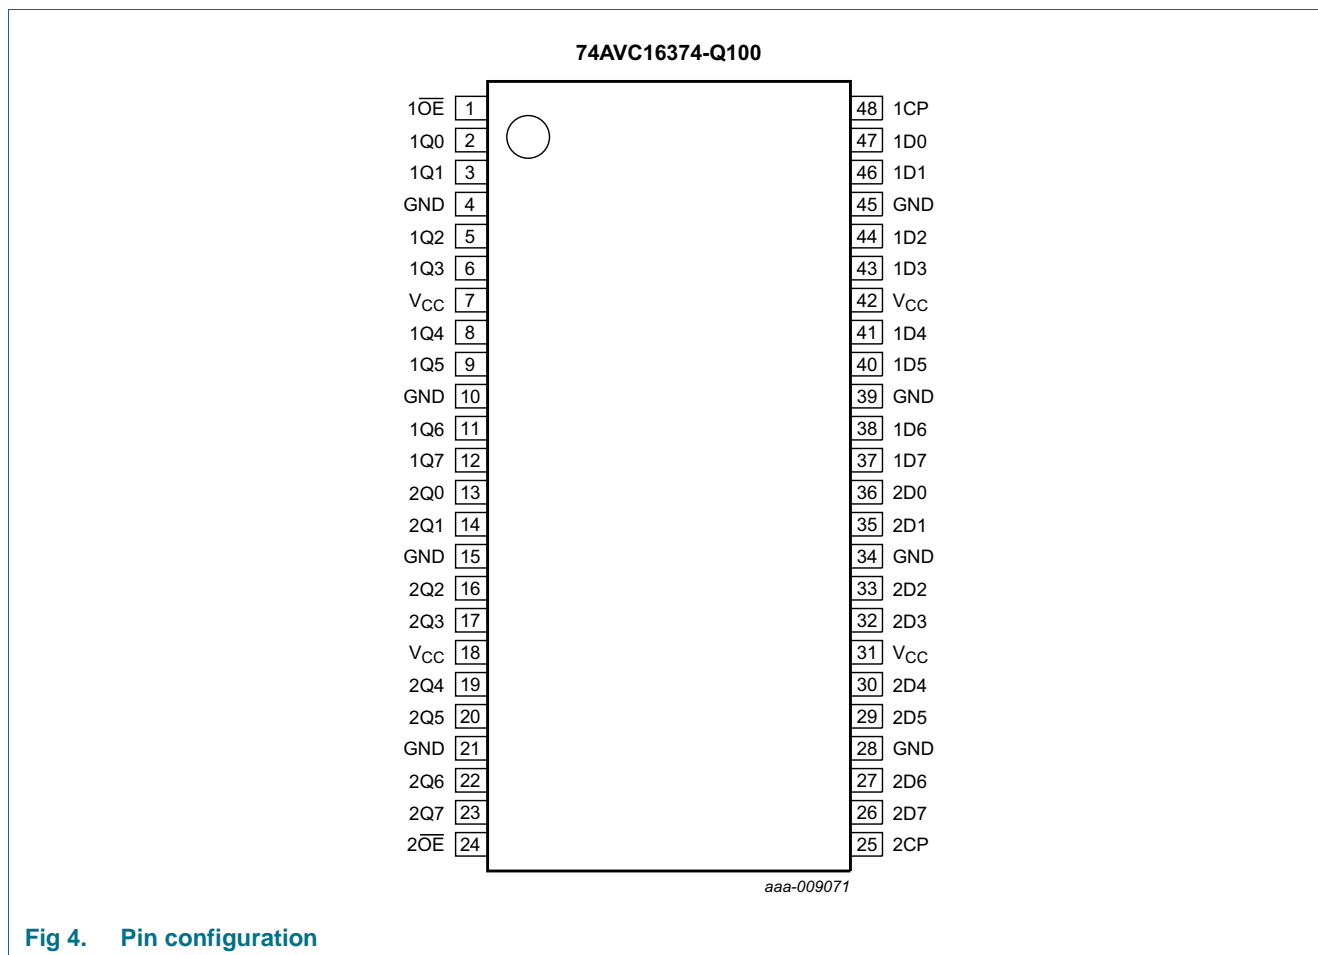 74AVC16374-Q100
1O̅E̅ 1 48 1CP
1Q0 2 47 1D0
1Q1 3 46 1D1
GND 4 45 GND
1Q2 5 44 1D2
1Q3 6 43 1D3
VCC 7 42 VCC
1Q4 8 41 1D4
1Q5 9 40 1D5
GND 10 39 GND
1Q6 11 38 1D6
1Q7 12 37 1D7
2Q0 13 36 2D0
2Q1 14 35 2D1
GND 15 34 GND
2Q2 16 33 2D2
2Q3 17 32 2D3
VCC 18 31 VCC
2Q4 19 30 2D4
2Q5 20 29 2D5
GND 21 28 GND
2Q6 22 27 2D6
2Q7 23 26 2D7
2O̅E̅ 24 25 2CP
aaa-009071
Fig 4. Pin configuration